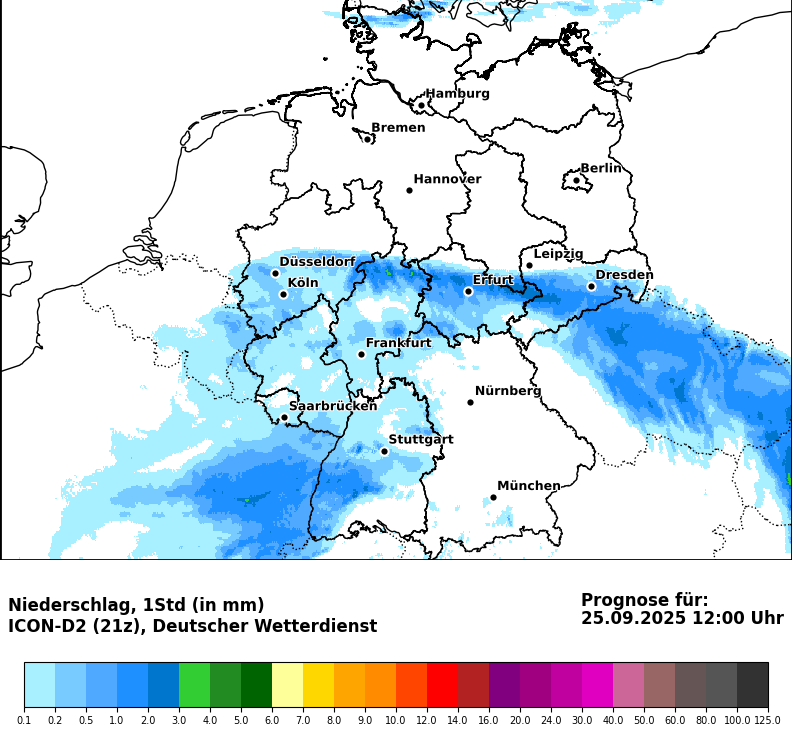 Hamburg
Bremen
Berlin
Hannover
Leipzig
Düsseldorf
Dresden
Köln
Erfurt
Frankfurt
Nürnberg
Saarbrücken
Stuttgart
München
Niederschlag, 1Std (in mm)
ICON-D2 (21z), Deutscher Wetterdienst
Prognose für:
25.09.2025 12:00 Uhr
0.1 0.2 0.5 1.0 2.0 3.0 4.0 5.0 6.0 7.0 8.0 9.0 10.0 12.0 14.0 16.0 20.0 24.0 30.0 40.0 50.0 60.0 80.0 100.0 125.0